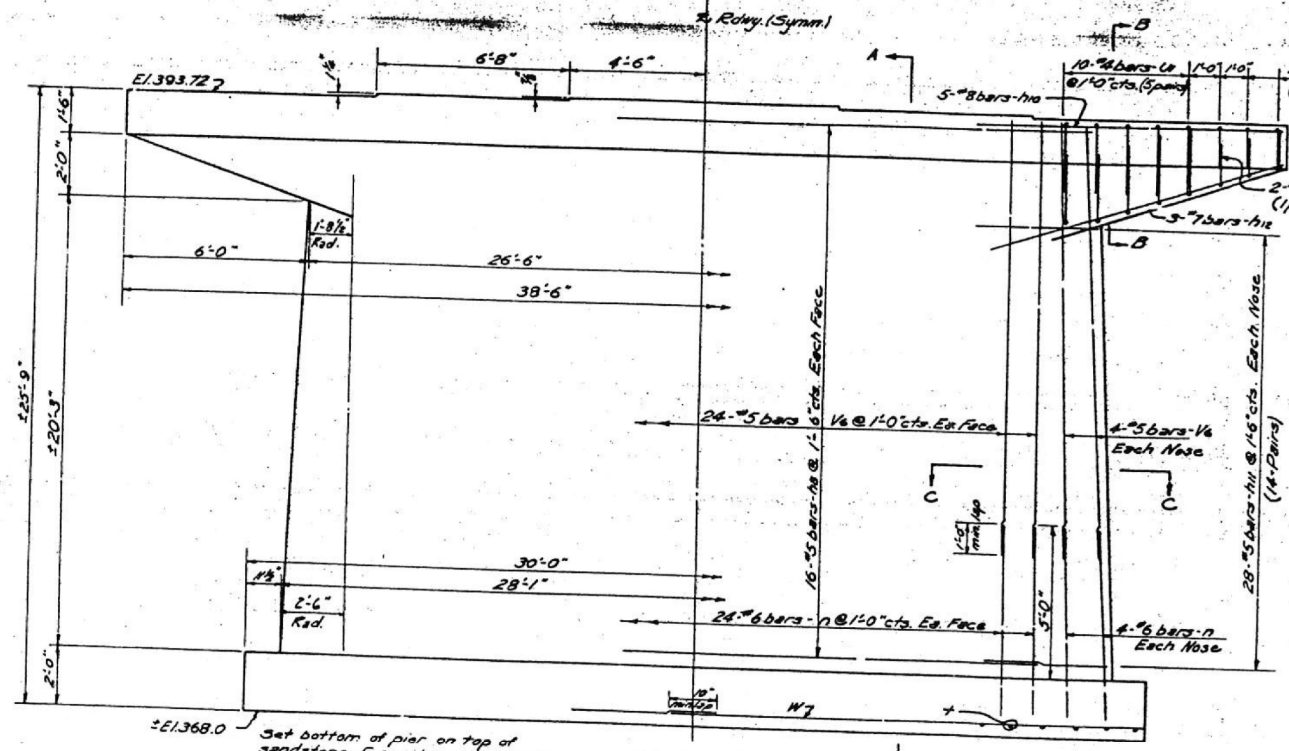 ℄ Rdwy. (Symm.)
B
6'-8"
4'-6"
A
10-#4 bars-
1'-0"
1'-0"
@ 1'-0" cts. (5 pairs)
El. 393.72
1½"
5-#8 bars-h10
1'-6"
2'-0"
2-
(1)
3-#7 bars-h12
1'-8½"
Rad.
B
6'-0"
26'-6"
38'-6"
±25'-9"
±20'-3"
16-#5 bars-h8 @ 1'-6" cts. Each Face
28-#5 bars-h11 @ 1'-6" cts. Each Nose
(14-Pairs)
24-#5 bars V6 @ 1'-0" cts. Ea. Face
4-#5 bars-V6
Each Nose
C
C
1'-0"
min. lap
30'-0"
11½"
28'-1"
2'-6"
Rad.
5'-0"
24-#6 bars-n @ 1'-0" cts. Ea. Face
4-#6 bars-n
Each Nose
2'-0"
10"
min. lap
W
t
±El. 368.0
Set bottom of pier on top of
sandstone.